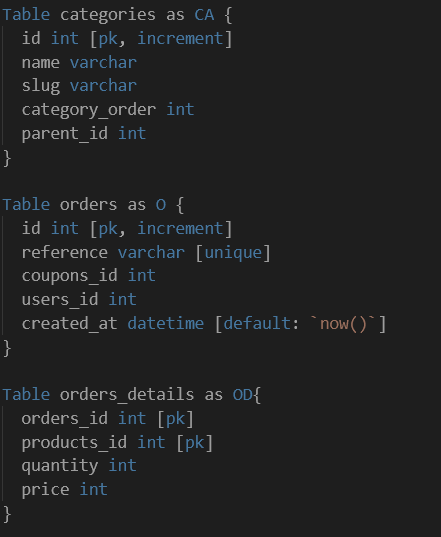 Table categories as CA {
  id int [pk, increment]
  name varchar
  slug varchar
  category_order int
  parent_id int
}

Table orders as O {
  id int [pk, increment]
  reference varchar [unique]
  coupons_id int
  users_id int
  created_at datetime [default: `now()`]
}

Table orders_details as OD{
  orders_id int [pk]
  products_id int [pk]
  quantity int
  price int
}